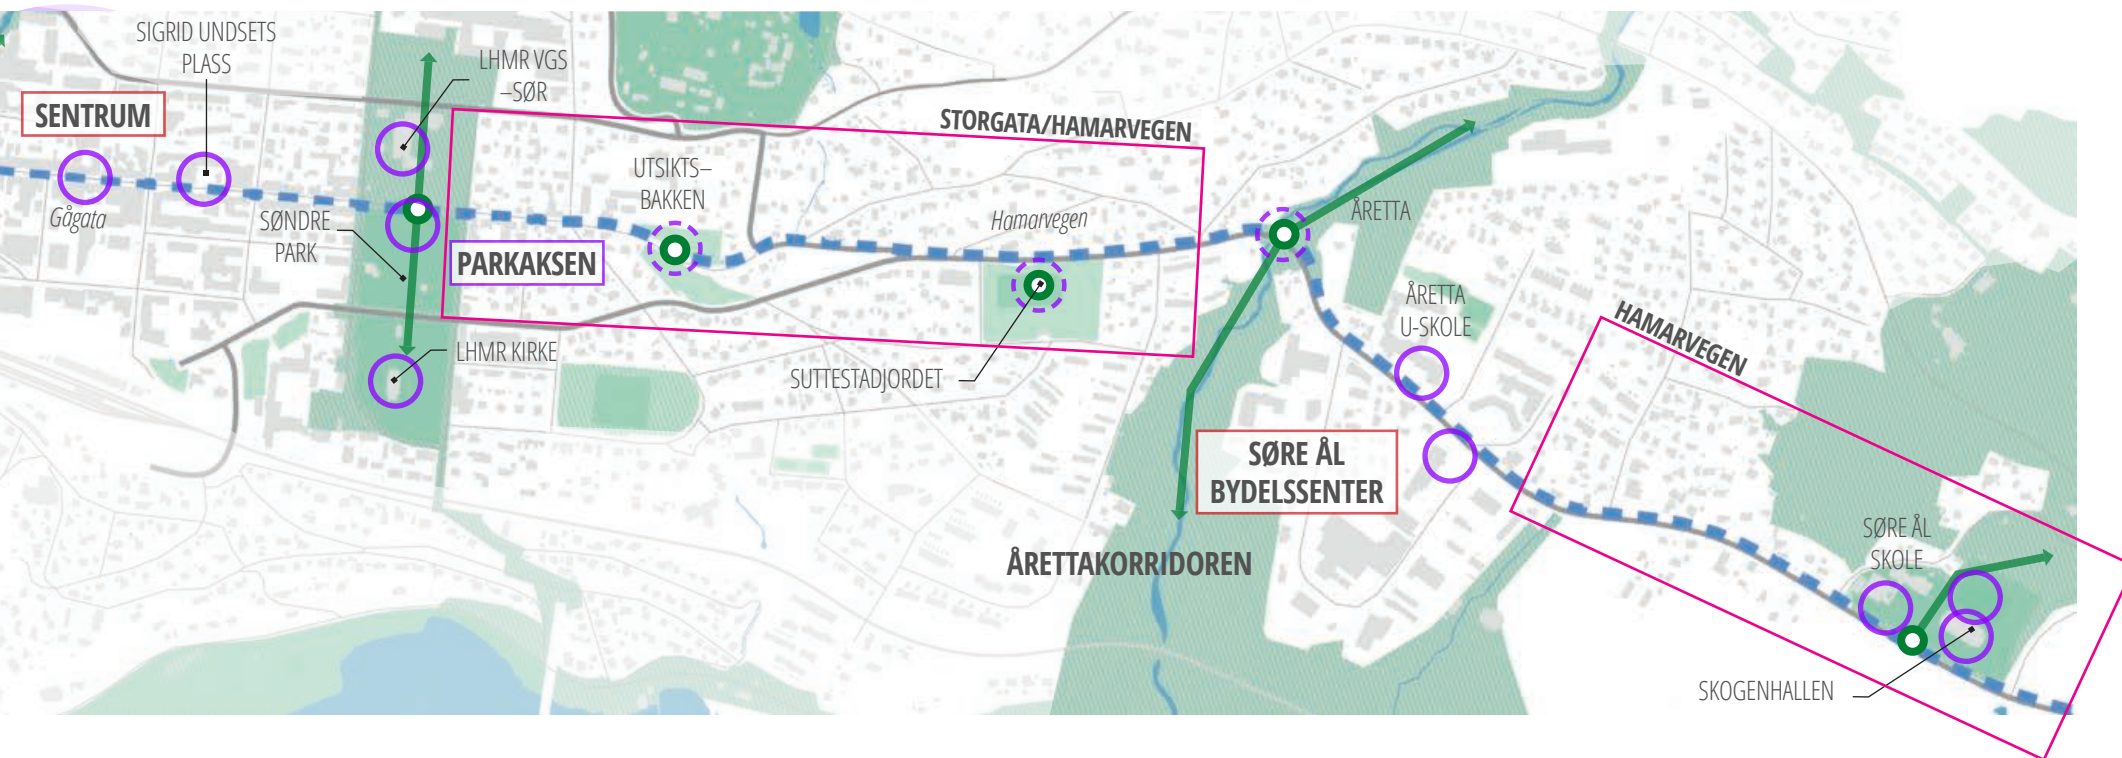 SIGRID UNDSETS
PLASS
LHMR VGS
–SØR
SENTRUM
STORGATA/HAMARVEGEN
UTSIKTS–
BAKKEN
Gågata
SØNDRE
PARK
Hamarvegen
ÅRETTA
PARKAKSEN
ÅRETTA
U-SKOLE
HAMARVEGEN
LHMR KIRKE
SUTTESTADJORDET
SØRE ÅL
BYDELSSENTER
SØRE ÅL
SKOLE
ÅRETTAKORRIDOREN
SKOGENHALLEN